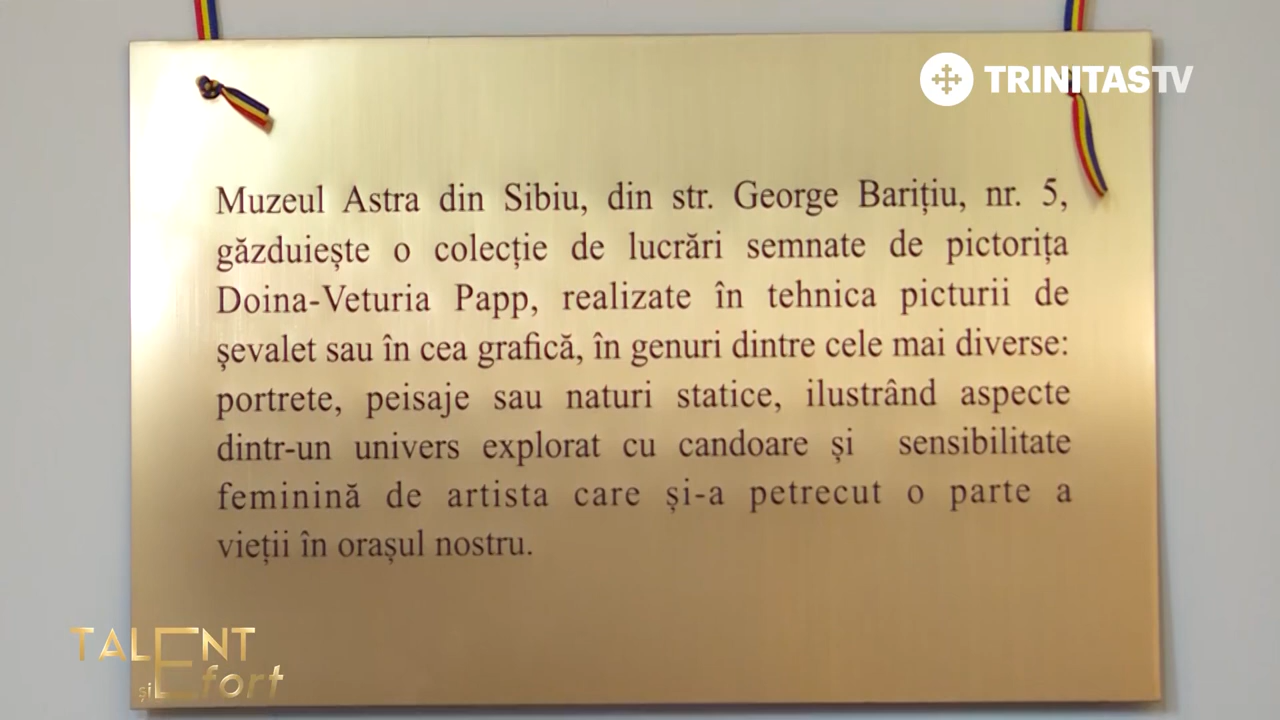 TRINITAS TV
Muzeul Astra din Sibiu, din str. George Barițiu, nr. 5,
găzduiește o colecție de lucrări semnate de pictorița
Doina-Veturia Papp, realizate în tehnica picturii de
șevalet sau în cea grafică, în genuri dintre cele mai diverse:
portrete, peisaje sau naturi statice, ilustrând aspecte
dintr-un univers explorat cu candoare și sensibilitate
feminină de artista care și-a petrecut o parte a
vieții în orașul nostru.
TALENT
și Efort